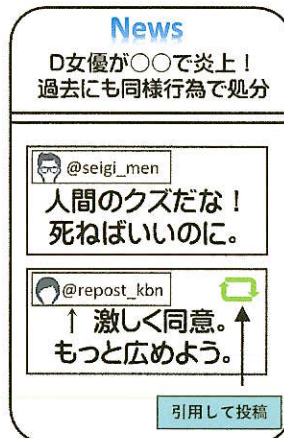 News
D女優が○○で炎上！
過去にも同様行為で処分
@seigi_men
人間のクズだな！
死ねばいいのに。
@repost_kbn
↑ 激しく同意。
もっと広めよう。
引用して投稿